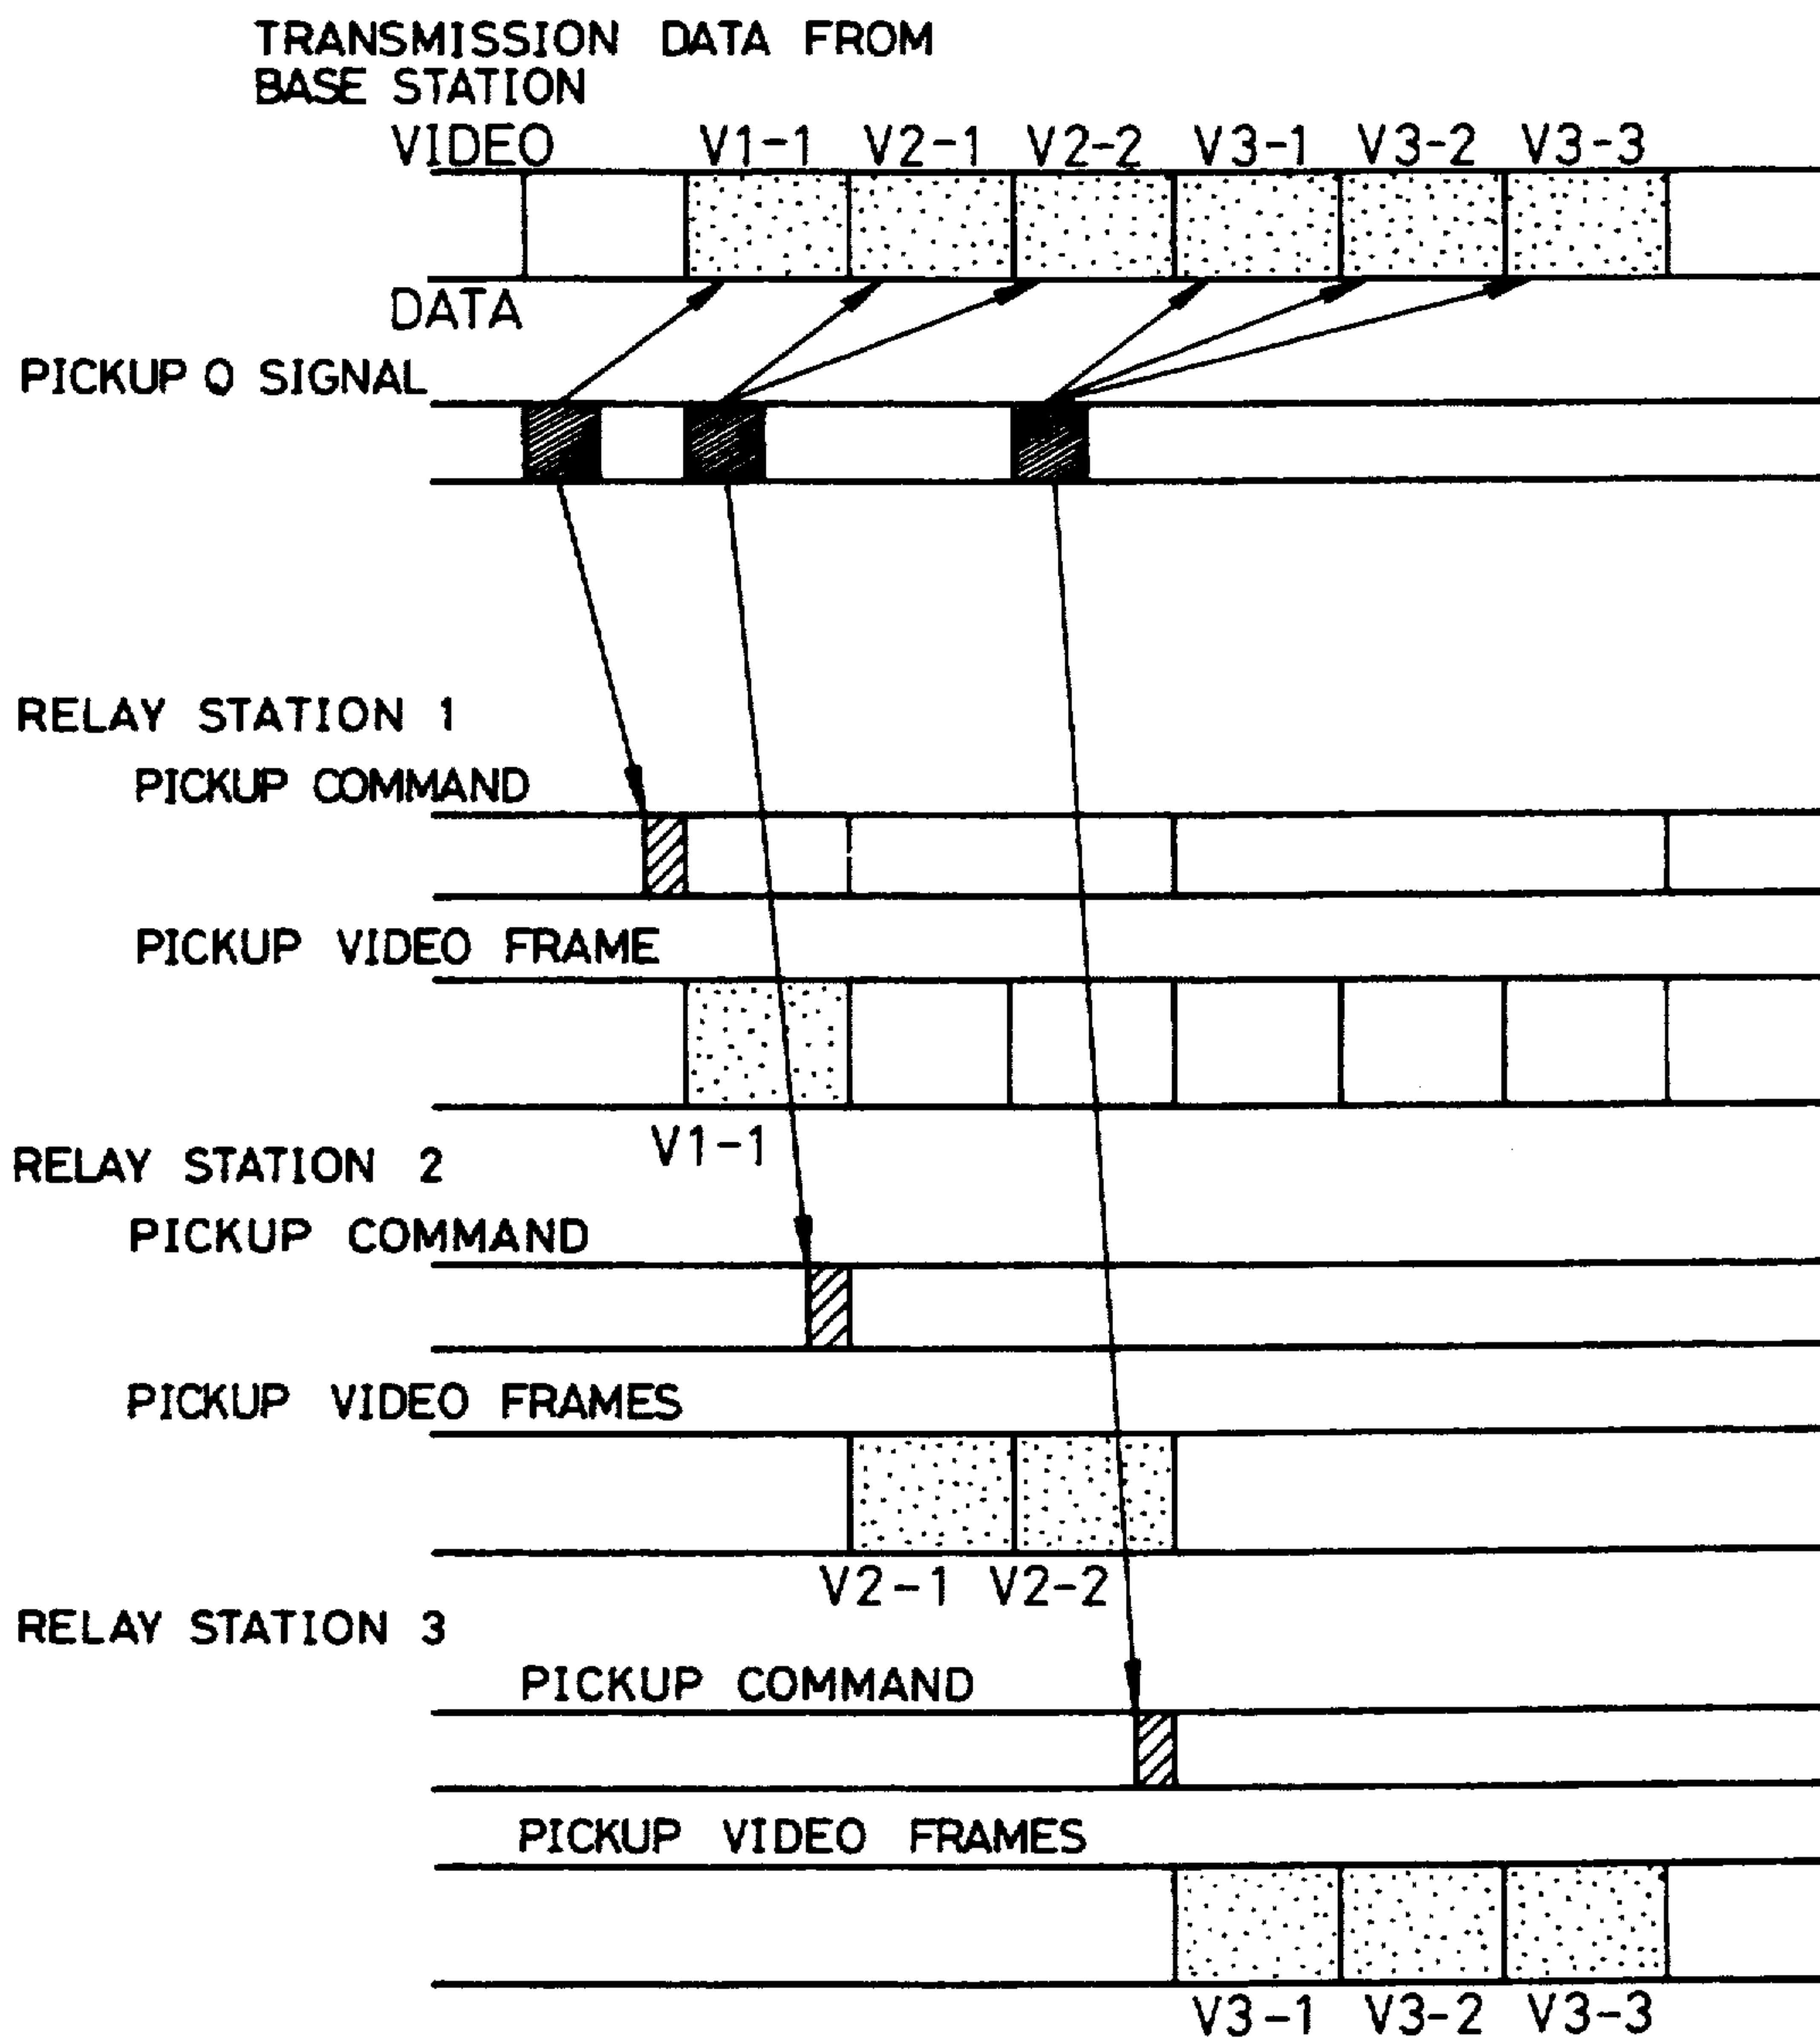 TRANSMISSION DATA FROM
BASE STATION
VIDEO
V1-1 V2-1 V2-2 V3-1 V3-2 V3-3
DATA
PICKUP Q SIGNAL
RELAY STATION 1
PICKUP COMMAND
PICKUP VIDEO FRAME
V1-1
RELAY STATION 2
PICKUP COMMAND
PICKUP VIDEO FRAMES
V2-1 V2-2
RELAY STATION 3
PICKUP COMMAND
PICKUP VIDEO FRAMES
V3-1 V3-2 V3-3